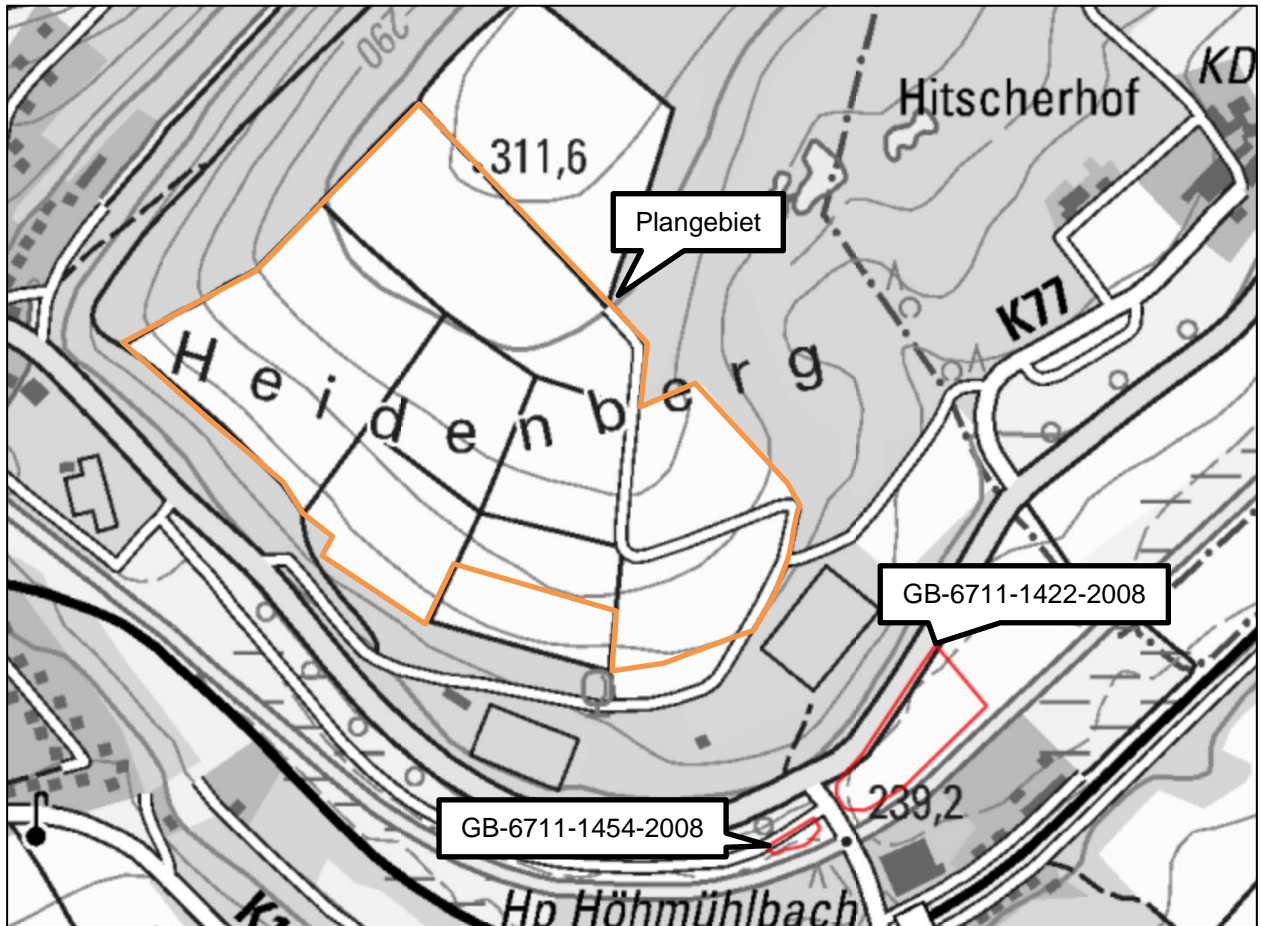 290
Hitscherhof
KD
311,6
Plangebiet
K77
Heidenberg
GB-6711-1422-2008
239,2
GB-6711-1454-2008
Hp Höhmühlbach